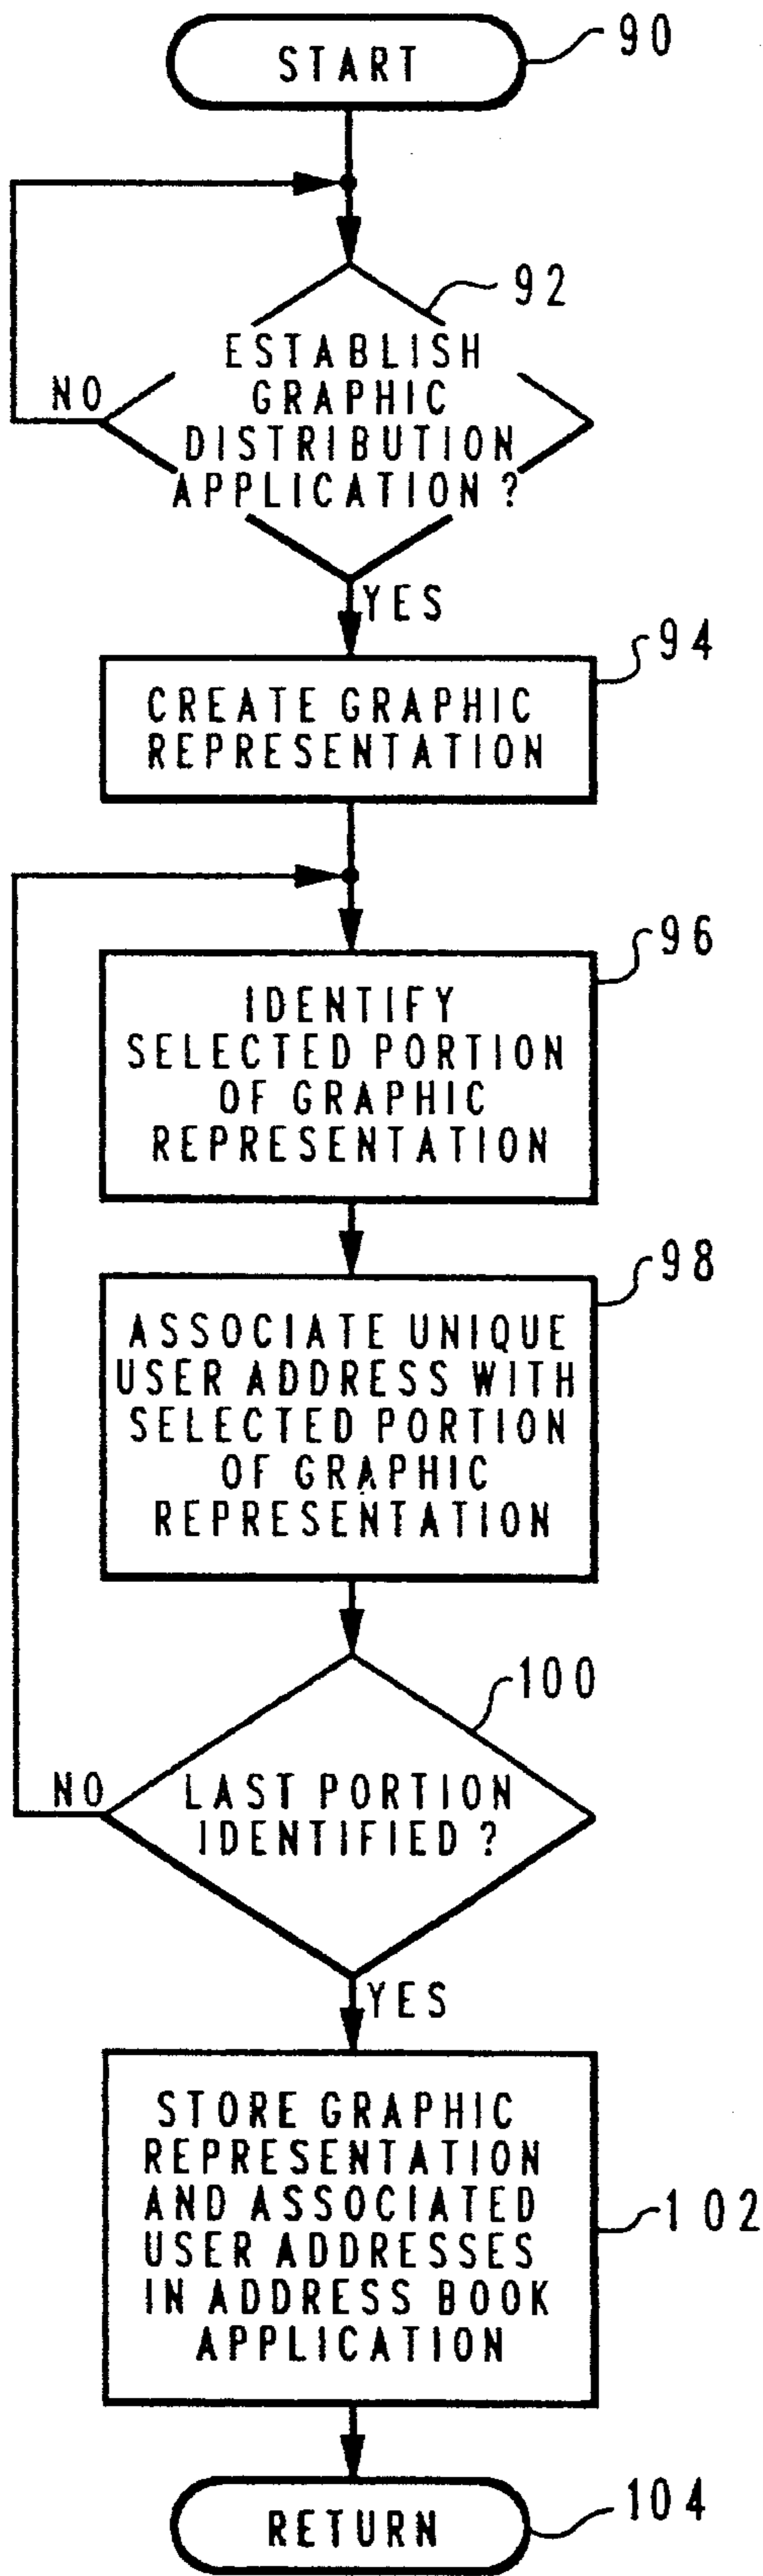 START
90
92
ESTABLISH
GRAPHIC
DISTRIBUTION
APPLICATION?
NO
YES
94
CREATE GRAPHIC
REPRESENTATION
96
IDENTIFY
SELECTED PORTION
OF GRAPHIC
REPRESENTATION
98
ASSOCIATE UNIQUE
USER ADDRESS WITH
SELECTED PORTION
OF GRAPHIC
REPRESENTATION
100
NO
LAST PORTION
IDENTIFIED?
YES
STORE GRAPHIC
REPRESENTATION
AND ASSOCIATED
USER ADDRESSES
IN ADDRESS BOOK
APPLICATION
102
RETURN
104